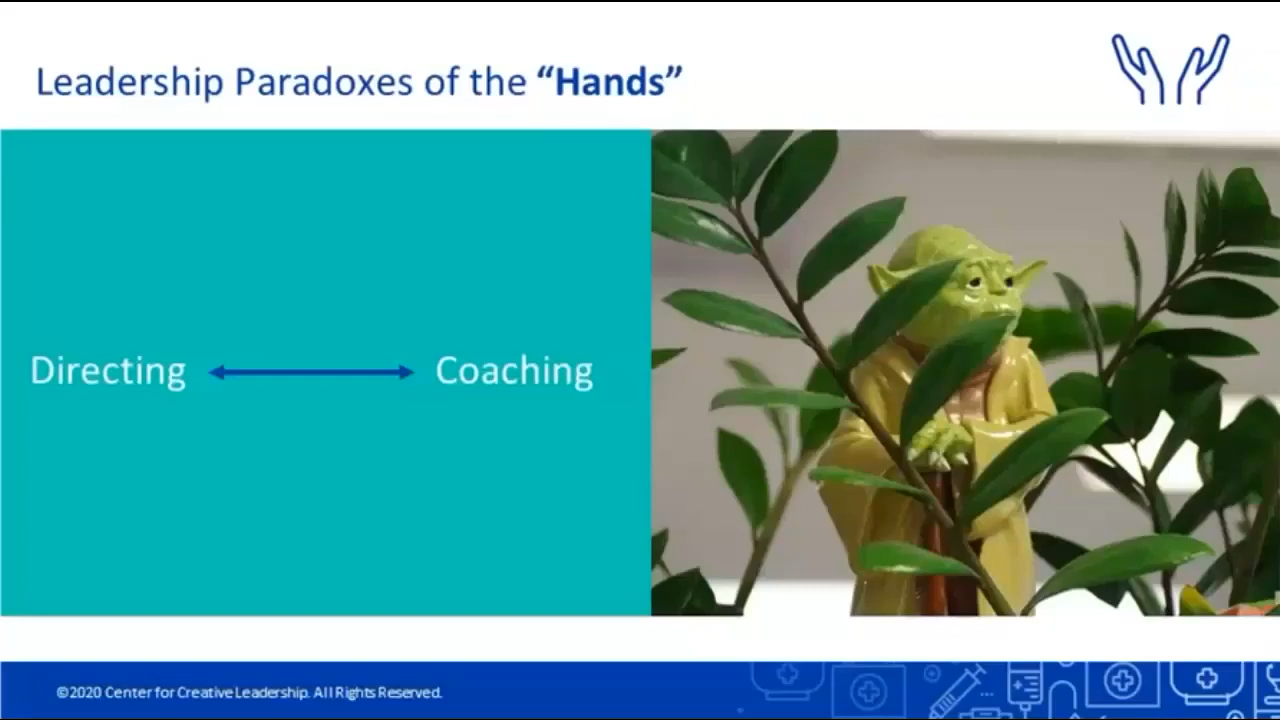 Leadership Paradoxes of the “Hands”
Directing
Coaching
©2020 Center for Creative Leadership. All Rights Reserved.